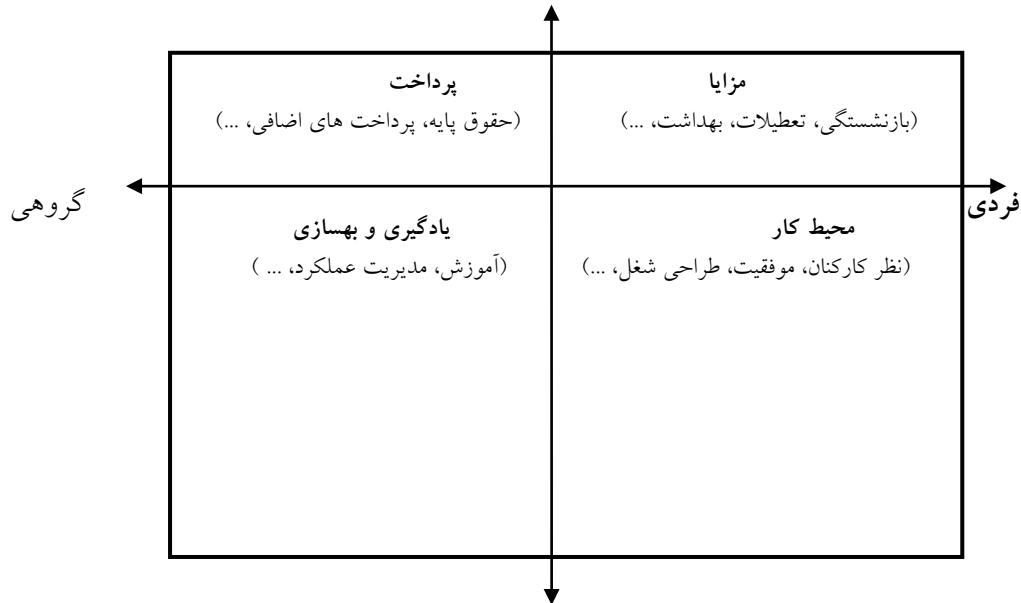 مزایا
(بازنشستگی، تعطیلات، بهداشت، ...)
پرداخت
(حقوق پایه، پرداخت های اضافی، ...)
فردی
گروهی
محیط کار
(نظر کارکنان، موفقیت، طراحی شغل، ...)
یادگیری و بهسازی
(آموزش، مدیریت عملکرد، ... )